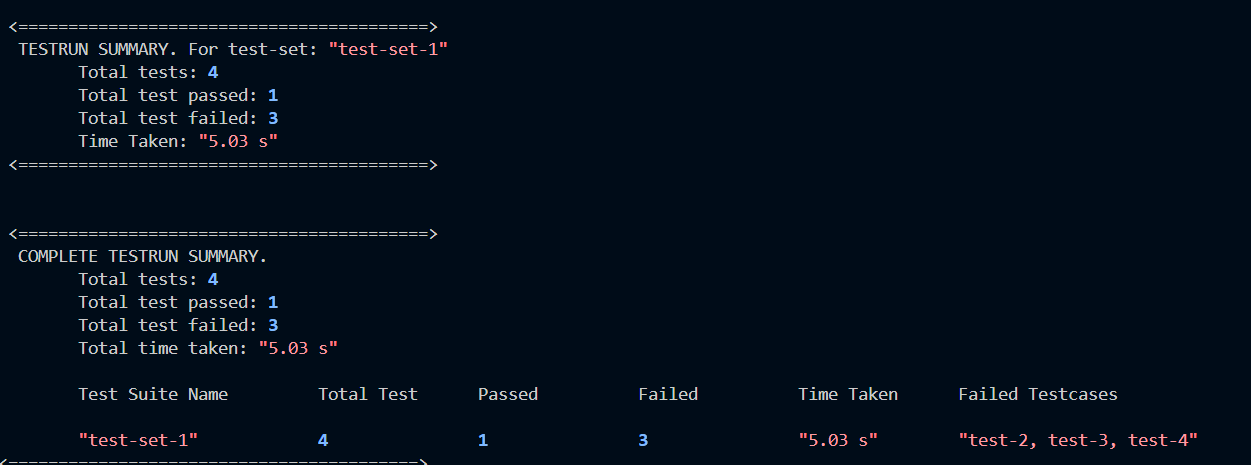 <=========================================>
TESTRUN SUMMARY. For test-set: "test-set-1"
Total tests: 4
Total test passed: 1
Total test failed: 3
Time Taken: "5.03 s"
<=========================================>
<=========================================>
COMPLETE TESTRUN SUMMARY.
Total tests: 4
Total test passed: 1
Total test failed: 3
Total time taken: "5.03 s"
Test Suite Name Total Test Passed Failed Time Taken Failed Testcases
"test-set-1" 4 1 3 "5.03 s" "test-2, test-3, test-4"
<=========================================>